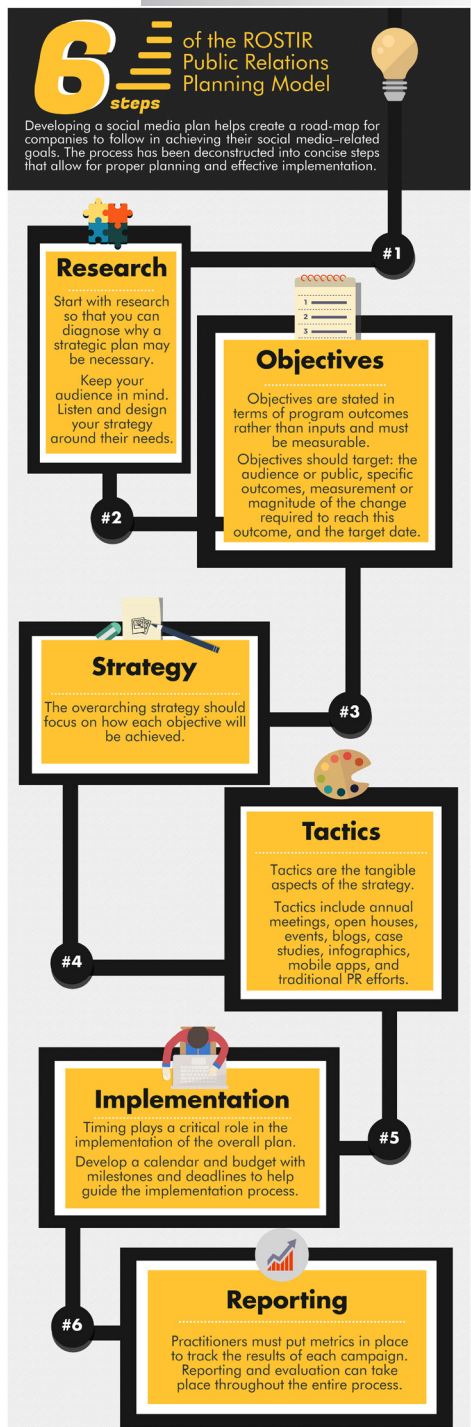 6
steps
of the ROSTIR
Public Relations
Planning Model
Developing a social media plan helps create a road-map for
companies to follow in achieving their social media–related
goals. The process has been deconstructed into concise steps
that allow for proper planning and effective implementation.
#1
Research
Start with research
so that you can
diagnose why a
strategic plan may
be necessary.
Keep your
audience in mind.
Listen and design
your strategy
around their needs.
1
2
3
Objectives
Objectives are stated in
terms of program outcomes
rather than inputs and must
be measurable.
Objectives should target: the
audience or public, specific
outcomes, measurement or
magnitude of the change
required to reach this
outcome, and the target date.
#2
Strategy
The overarching strategy should
focus on how each objective will
be achieved.
#3
Tactics
Tactics are the tangible
aspects of the strategy.
Tactics include annual
meetings, open houses,
events, blogs, case
studies, infographics,
mobile apps, and
traditional PR efforts.
#4
Implementation
Timing plays a critical role in the
implementation of the overall plan.
Develop a calendar and budget with
milestones and deadlines to help
guide the implementation process.
#5
Reporting
Practitioners must put metrics in place
to track the results of each campaign.
Reporting and evaluation can take
place throughout the entire process.
#6